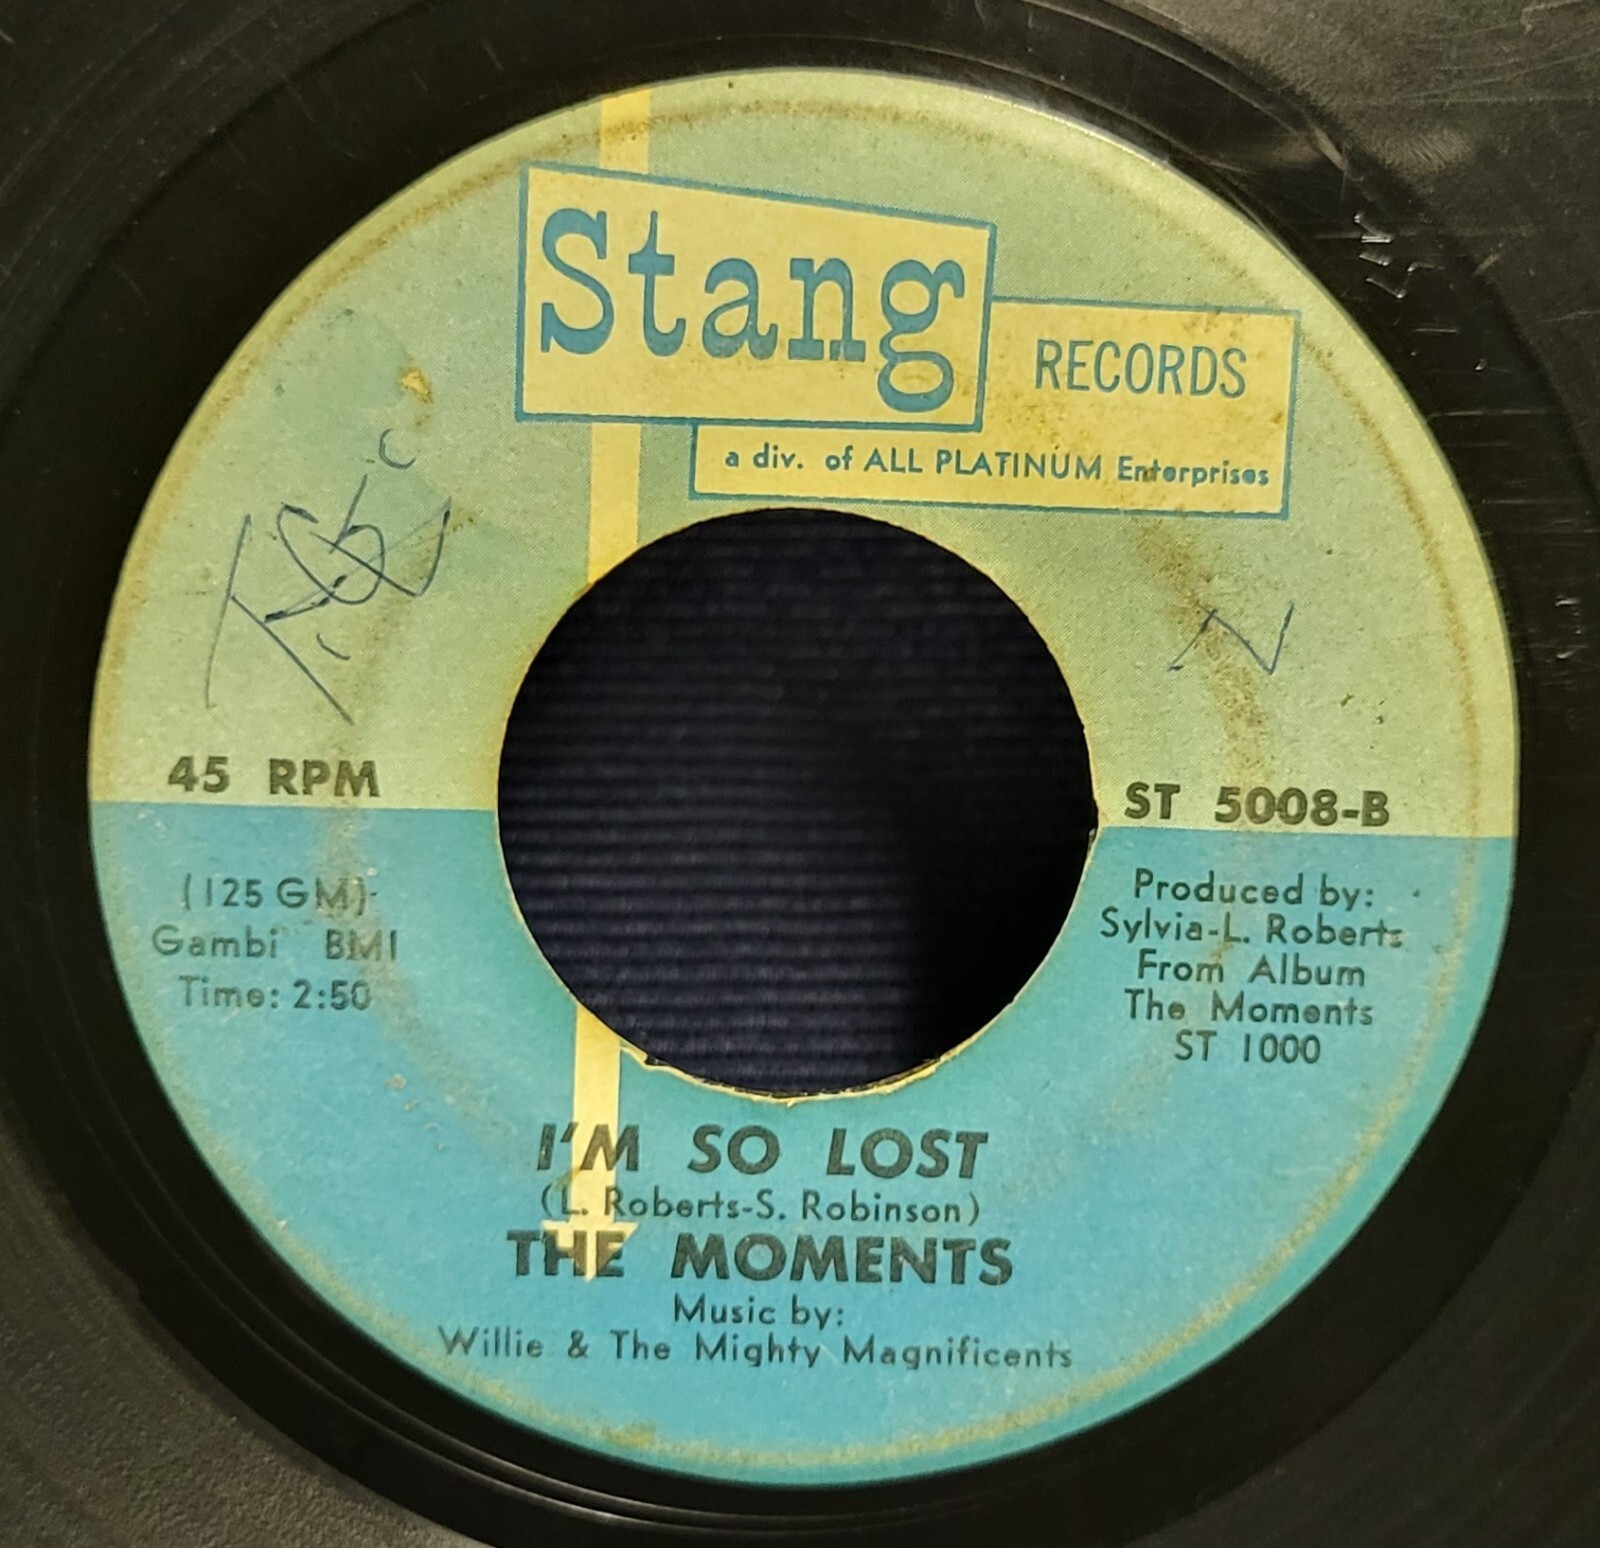 Stang
RECORDS
a div. of ALL PLATINUM Enterprises
45 RPM
ST 5008-B
(125 GM)
Gambi BMI
Time: 2:50
Produced by:
Sylvia-L. Roberts
From Album
The Moments
ST 1000
I'M SO LOST
(L. Roberts-S. Robinson)
THE MOMENTS
Music by:
Willie & The Mighty Magnificents